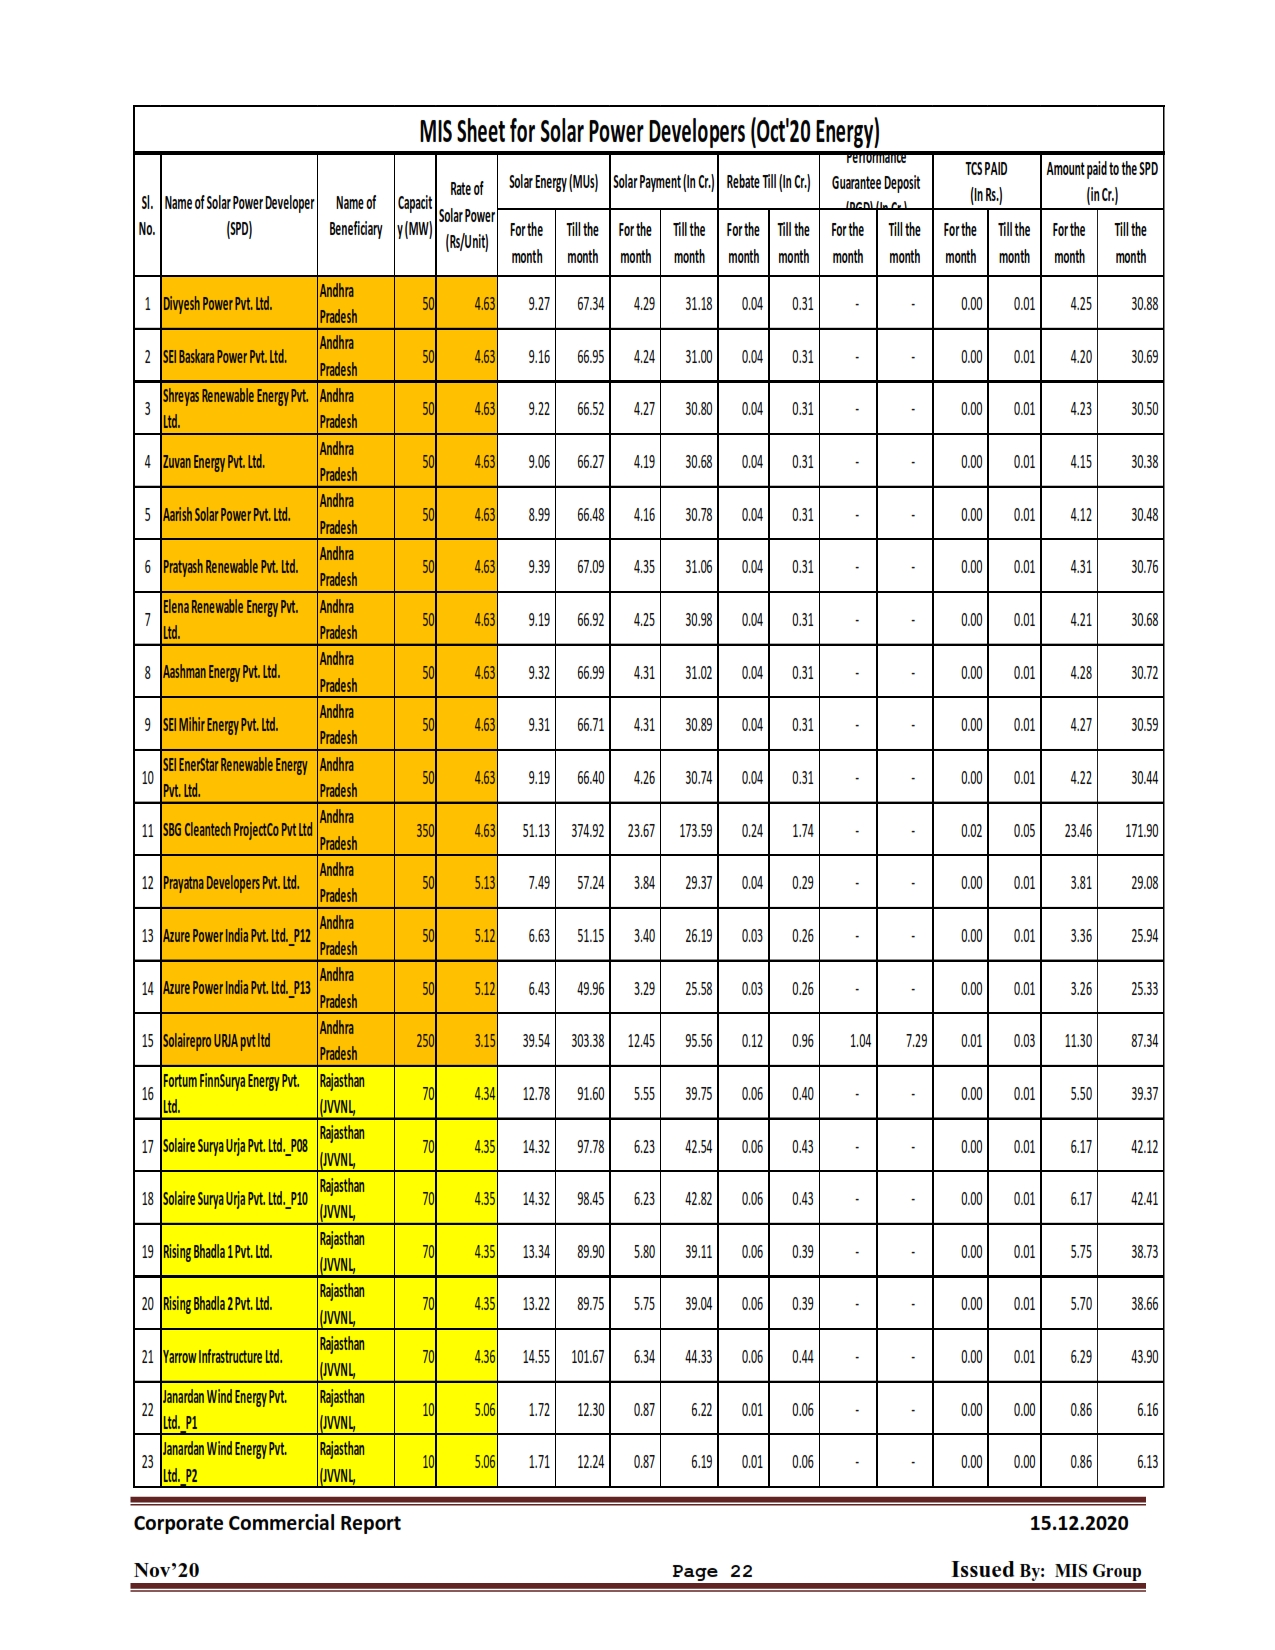 MIS Sheet for Solar Power Developers (Oct'20 Energy)
Sl. No. Name of Solar Power Developer (SPD) Name of Beneficiary Capacit y (MW) Rate of Solar Power (Rs/Unit) Solar Energy (MUs) Solar Payment (In Cr.) Rebate Till (In Cr.) Performance Guarantee Deposit (PGD) (In Cr.) TCS PAID (In Rs.) Amount paid to the SPD (in Cr.)
For the month Till the month For the month Till the month For the month Till the month For the month Till the month For the month Till the month For the month Till the month
1 Divyesh Power Pvt. Ltd. Andhra Pradesh 50 4.63 9.27 67.34 4.29 31.18 0.04 0.31 - - 0.00 0.01 4.25 30.88
2 SEI Baskara Power Pvt. Ltd. Andhra Pradesh 50 4.63 9.16 66.95 4.24 31.00 0.04 0.31 - - 0.00 0.01 4.20 30.69
3 Shreyas Renewable Energy Pvt. Ltd. Andhra Pradesh 50 4.63 9.22 66.52 4.27 30.80 0.04 0.31 - - 0.00 0.01 4.23 30.50
4 Zuvan Energy Pvt. Ltd. Andhra Pradesh 50 4.63 9.06 66.27 4.19 30.68 0.04 0.31 - - 0.00 0.01 4.15 30.38
5 Aarish Solar Power Pvt. Ltd. Andhra Pradesh 50 4.63 8.99 66.48 4.16 30.78 0.04 0.31 - - 0.00 0.01 4.12 30.48
6 Pratyash Renewable Pvt. Ltd. Andhra Pradesh 50 4.63 9.39 67.09 4.35 31.06 0.04 0.31 - - 0.00 0.01 4.31 30.76
7 Elena Renewable Energy Pvt. Ltd. Andhra Pradesh 50 4.63 9.19 66.92 4.25 30.98 0.04 0.31 - - 0.00 0.01 4.21 30.68
8 Aashman Energy Pvt. Ltd. Andhra Pradesh 50 4.63 9.32 66.99 4.31 31.02 0.04 0.31 - - 0.00 0.01 4.28 30.72
9 SEI Mihir Energy Pvt. Ltd. Andhra Pradesh 50 4.63 9.31 66.71 4.31 30.89 0.04 0.31 - - 0.00 0.01 4.27 30.59
10 SEI EnerStar Renewable Energy Pvt. Ltd. Andhra Pradesh 50 4.63 9.19 66.40 4.26 30.74 0.04 0.31 - - 0.00 0.01 4.22 30.44
11 SBG Cleantech ProjectCo Pvt Ltd Andhra Pradesh 350 4.63 51.13 374.92 23.67 173.59 0.24 1.74 - - 0.02 0.05 23.46 171.90
12 Prayatna Developers Pvt. Ltd. Andhra Pradesh 50 5.13 7.49 57.24 3.84 29.37 0.04 0.29 - - 0.00 0.01 3.81 29.08
13 Azure Power India Pvt. Ltd._P12 Andhra Pradesh 50 5.12 6.63 51.15 3.40 26.19 0.03 0.26 - - 0.00 0.01 3.36 25.94
14 Azure Power India Pvt. Ltd._P13 Andhra Pradesh 50 5.12 6.43 49.96 3.29 25.58 0.03 0.26 - - 0.00 0.01 3.26 25.33
15 Solairepro URJA pvt ltd Andhra Pradesh 250 3.15 39.54 303.38 12.45 95.56 0.12 0.96 1.04 7.29 0.01 0.03 11.30 87.34
16 Fortum FinnSurya Energy Pvt. Ltd. Rajasthan (JVVNL, 70 4.34 12.78 91.60 5.55 39.75 0.06 0.40 - - 0.00 0.01 5.50 39.37
17 Solaire Surya Urja Pvt. Ltd._P08 Rajasthan (JVVNL, 70 4.35 14.32 97.78 6.23 42.54 0.06 0.43 - - 0.00 0.01 6.17 42.12
18 Solaire Surya Urja Pvt. Ltd._P10 Rajasthan (JVVNL, 70 4.35 14.32 98.45 6.23 42.82 0.06 0.43 - - 0.00 0.01 6.17 42.41
19 Rising Bhadla 1 Pvt. Ltd. Rajasthan (JVVNL, 70 4.35 13.34 89.90 5.80 39.11 0.06 0.39 - - 0.00 0.01 5.75 38.73
20 Rising Bhadla 2 Pvt. Ltd. Rajasthan (JVVNL, 70 4.35 13.22 89.75 5.75 39.04 0.06 0.39 - - 0.00 0.01 5.70 38.66
21 Yarrow Infrastructure Ltd. Rajasthan (JVVNL, 70 4.36 14.55 101.67 6.34 44.33 0.06 0.44 - - 0.00 0.01 6.29 43.90
22 Janardan Wind Energy Pvt. Ltd._P1 Rajasthan (JVVNL, 10 5.06 1.72 12.30 0.87 6.22 0.01 0.06 - - 0.00 0.00 0.86 6.16
23 Janardan Wind Energy Pvt. Ltd._P2 Rajasthan (JVVNL, 10 5.06 1.71 12.24 0.87 6.19 0.01 0.06 - - 0.00 0.00 0.86 6.13
Corporate Commercial Report 15.12.2020
Nov’20 Page 22 Issued By: MIS Group